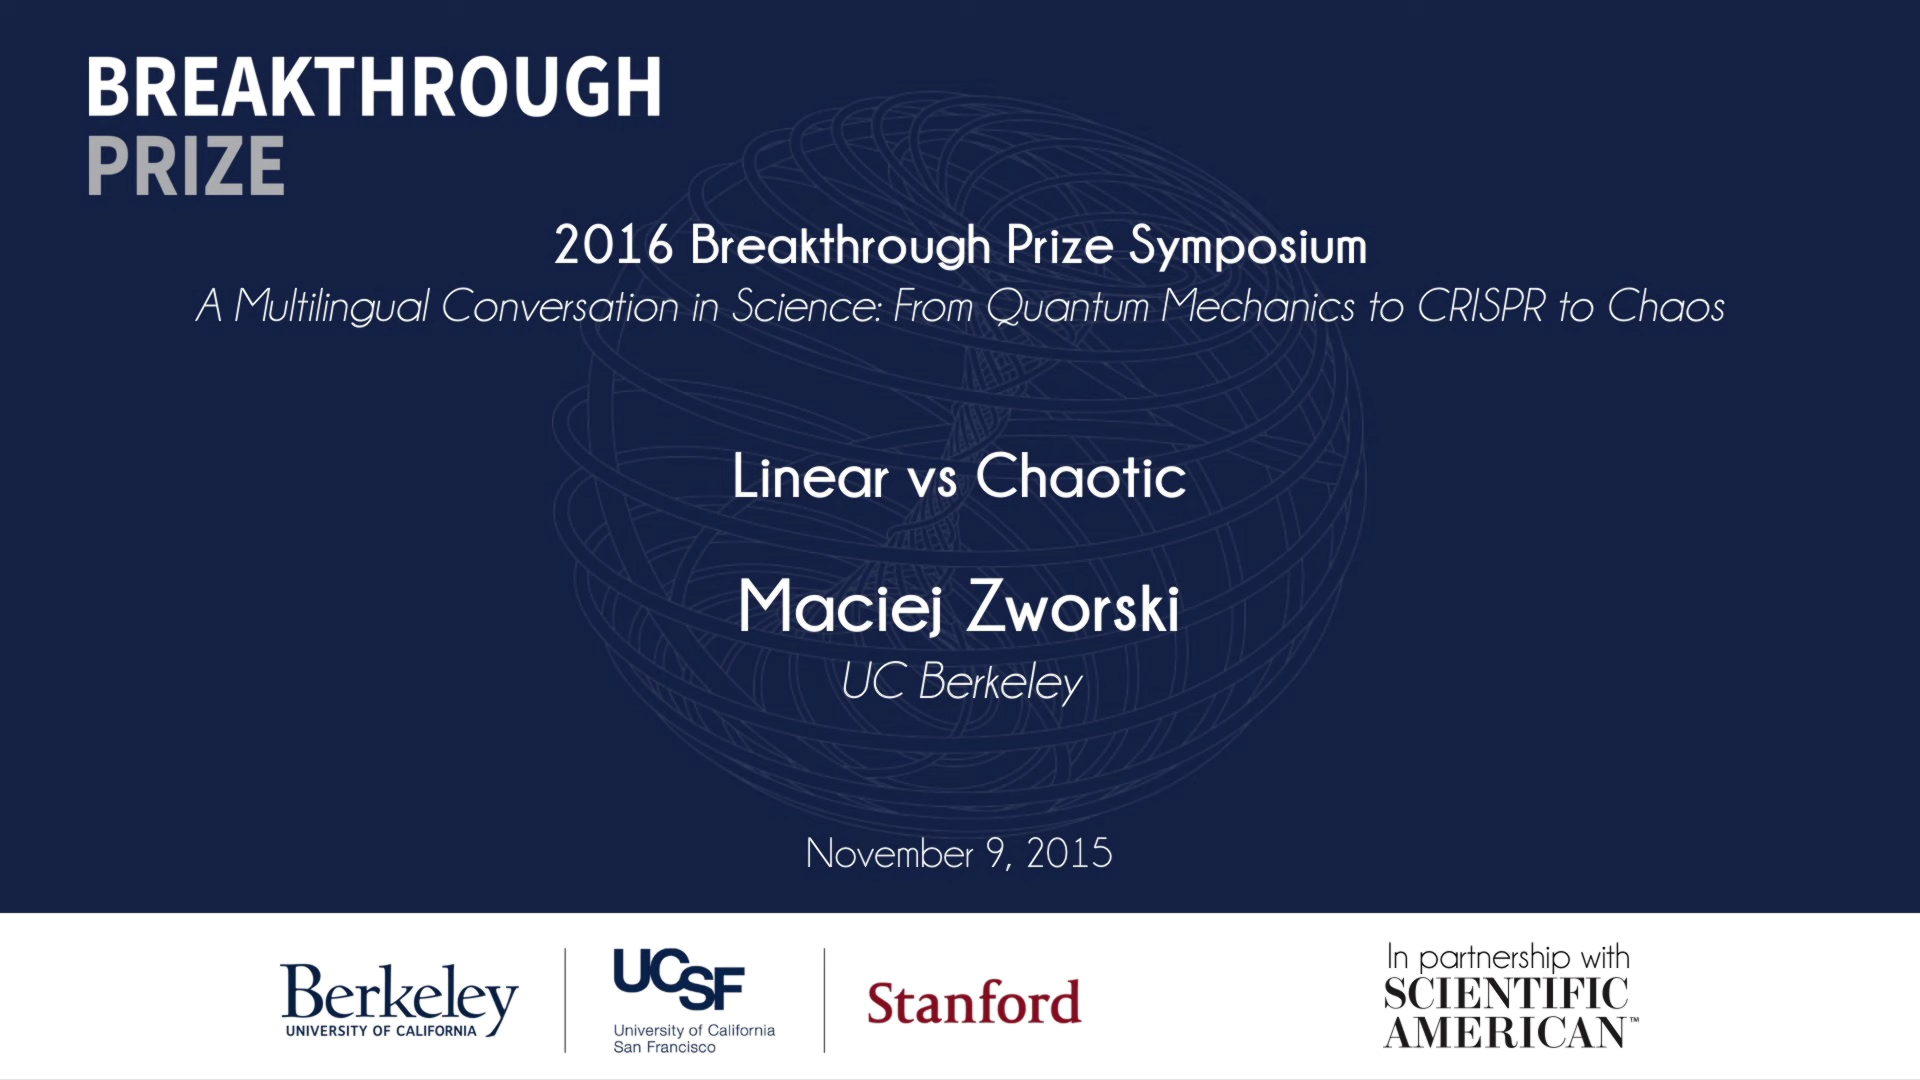 BREAKTHROUGH
PRIZE
2016 Breakthrough Prize Symposium
A Multilingual Conversation in Science: From Quantum Mechanics to CRISPR to Chaos
Linear vs Chaotic
Maciej Zworski
UC Berkeley
November 9, 2015
Berkeley
UNIVERSITY OF CALIFORNIA
UCSF
University of California
San Francisco
Stanford
In partnership with
SCIENTIFIC
AMERICAN™